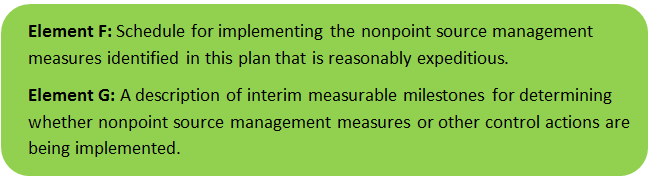 Element F: Schedule for implementing the nonpoint source management
measures identified in this plan that is reasonably expeditious.
Element G: A description of interim measurable milestones for determining
whether nonpoint source management measures or other control actions are
being implemented.